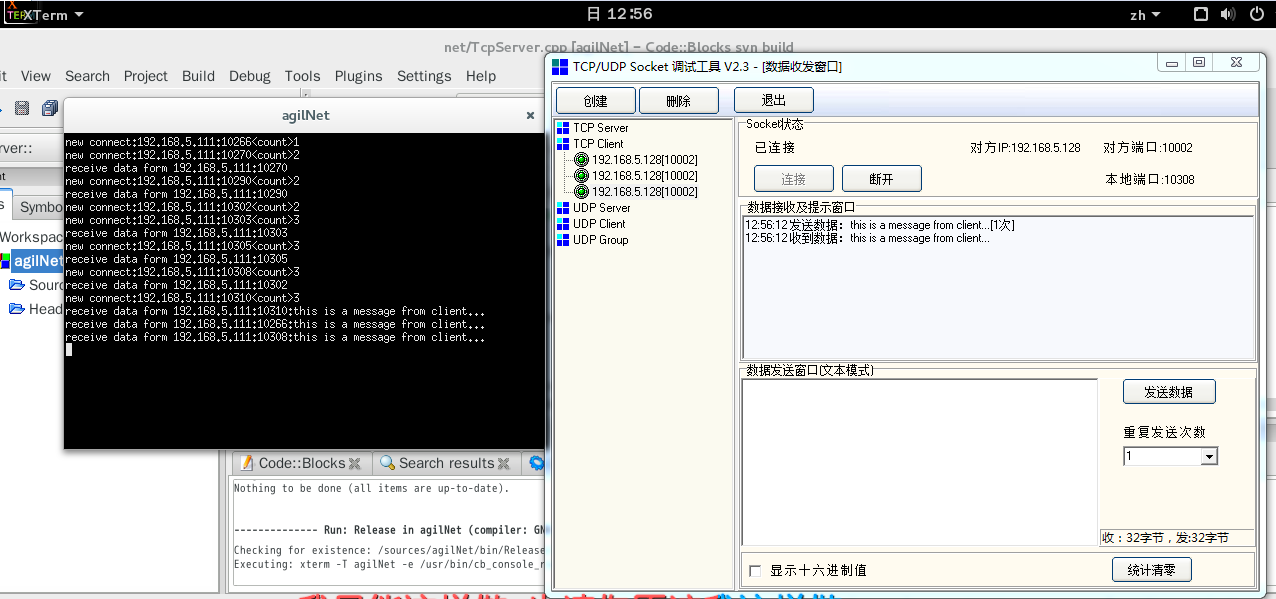 XTerm
日 12:56
zh
net/TcpServer.cpp [agilNet] - Code::Blocks svn build
it View Search Project Build Debug Tools Plugins Settings Help
agilNet
new connect:192.168.5.111:10266<count>1
new connect:192.168.5.111:10270<count>2
receive data form 192.168.5.111:10270
new connect:192.168.5.111:10290<count>2
receive data form 192.168.5.111:10290
new connect:192.168.5.111:10302<count>2
new connect:192.168.5.111:10303<count>3
receive data form 192.168.5.111:10303
new connect:192.168.5.111:10305<count>3
receive data form 192.168.5.111:10305
new connect:192.168.5.111:10308<count>3
receive data form 192.168.5.111:10302
new connect:192.168.5.111:10310<count>3
receive data form 192.168.5.111:10310:this is a message from client...
receive data form 192.168.5.111:10266:this is a message from client...
receive data form 192.168.5.111:10308:this is a message from client...
rver::
nt
s
Symbo
Workspac
agilNet
Sourc
Head
Code::Blocks
Search results
Nothing to be done (all items are up-to-date).
-------------- Run: Release in agilNet (compiler: GN
Checking for existence: /sources/agilNet/bin/Release
Executing: xterm -T agilNet -e /usr/bin/cb_console_r
TCP/UDP Socket 调试工具 V2.3 - [数据收发窗口]
创建
删除
退出
TCP Server
TCP Client
192.168.5.128[10002]
192.168.5.128[10002]
192.168.5.128[10002]
UDP Server
UDP Client
UDP Group
Socket状态
已连接
对方IP:192.168.5.128
对方端口:10002
连接
断开
本地端口:10308
数据接收及提示窗口
12:56:12 发送数据：this is a message from client...[1次]
12:56:12 收到数据：this is a message from client...
数据发送窗口(文本模式)
发送数据
重复发送次数
1
收：32字节，发:32字节
显示十六进制值
统计清零